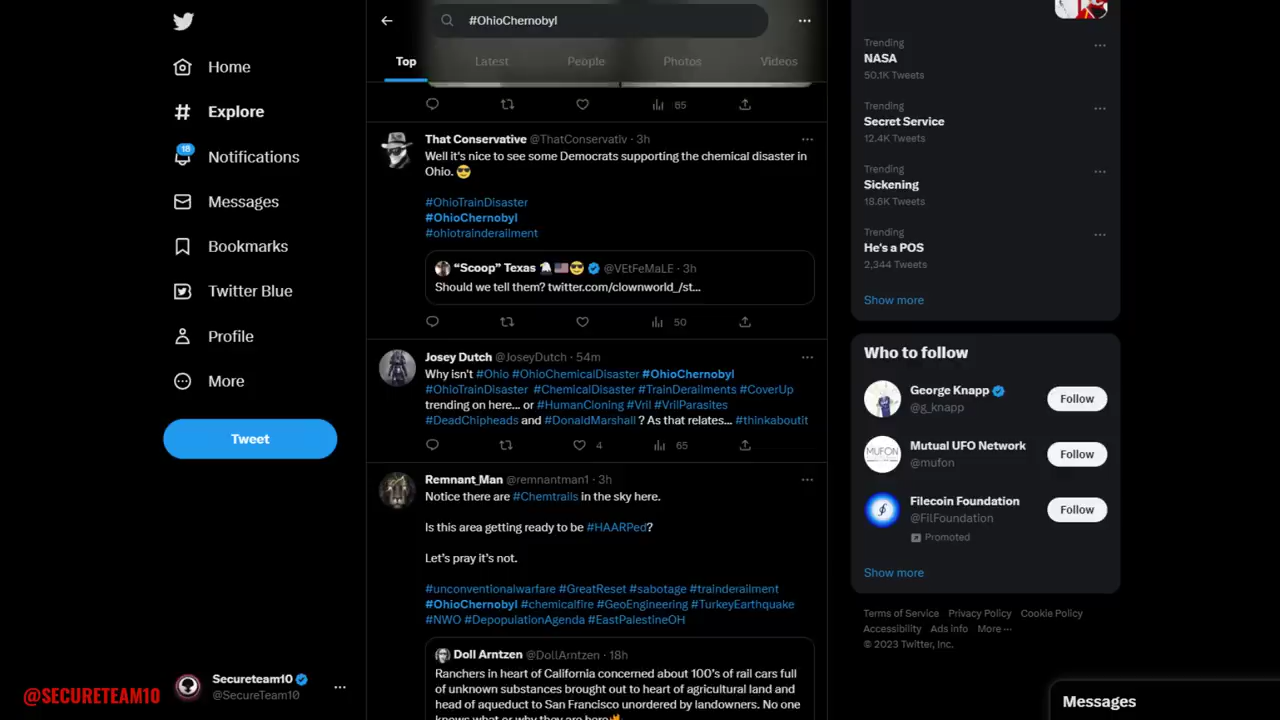 Home
Explore
18
Notifications
Messages
Bookmarks
Twitter Blue
Profile
More
Tweet
Secureteam10
@SecureTeam10
@SECURETEAM10
#OhioChernobyl
Top
Latest
People
Photos
Videos
85
That Conservative @ThatConservativ · 3h
Well it's nice to see some Democrats supporting the chemical disaster in
Ohio. 😎
#OhioTrainDisaster
#OhioChernobyl
#ohiotrainderailment
“Scoop” Texas 🦅🇺🇸😎 @VEtFeMaLE · 3h
Should we tell them? twitter.com/clownworld_/st...
50
Josey Dutch @JoseyDutch · 54m
Why isn't #Ohio #OhioChemicalDisaster #OhioChernobyl
#OhioTrainDisaster #ChemicalDisaster #TrainDerailments #CoverUp
trending on here... or #HumanCloning #Vril #VrilParasites
#DeadChipheads and #DonaldMarshall ? As that relates... #thinkaboutit
4
65
Remnant_Man @remnantman1 · 3h
Notice there are #Chemtrails in the sky here.
Is this area getting ready to be #HAARPed?
Let's pray it's not.
#unconventionalwarfare #GreatReset #sabotage #trainderailment
#OhioChernobyl #chemicalfire #GeoEngineering #TurkeyEarthquake
#NWO #DepopulationAgenda #EastPalestineOH
Doll Arntzen @DollArntzen · 18h
Ranchers in heart of California concerned about 100's of rail cars full
of unknown substances brought out to heart of agricultural land and
head of aqueduct to San Francisco unordered by landowners. No one
knows what or why they are here🔥
Trending
NASA
50.1K Tweets
Trending
Secret Service
12.4K Tweets
Trending
Sickening
18.6K Tweets
Trending
He's a POS
2,344 Tweets
Show more
Who to follow
George Knapp
@g_knapp
Follow
MUFON
Mutual UFO Network
@mufon
Follow
Filecoin Foundation
@FilFoundation
Follow
Promoted
Show more
Terms of Service Privacy Policy Cookie Policy
Accessibility Ads info More ···
© 2023 Twitter, Inc.
Messages